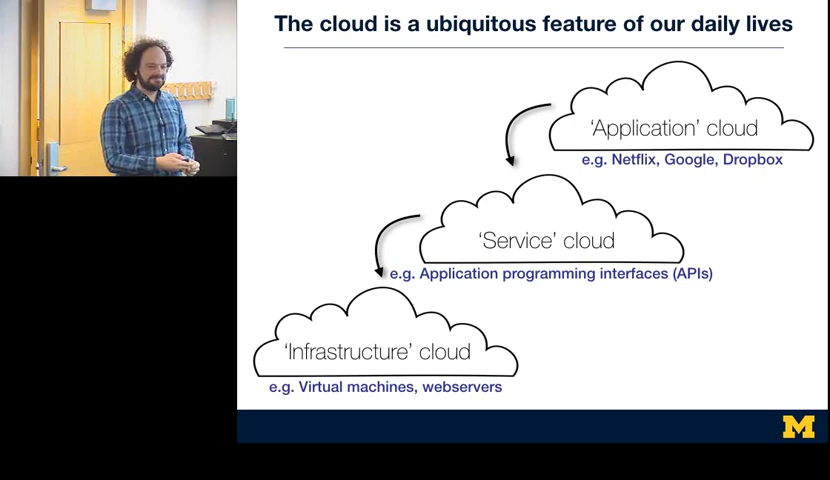 The cloud is a ubiquitous feature of our daily lives
‘Application’ cloud
e.g. Netflix, Google, Dropbox
‘Service’ cloud
e.g. Application programming interfaces (APIs)
‘Infrastructure’ cloud
e.g. Virtual machines, webservers
M